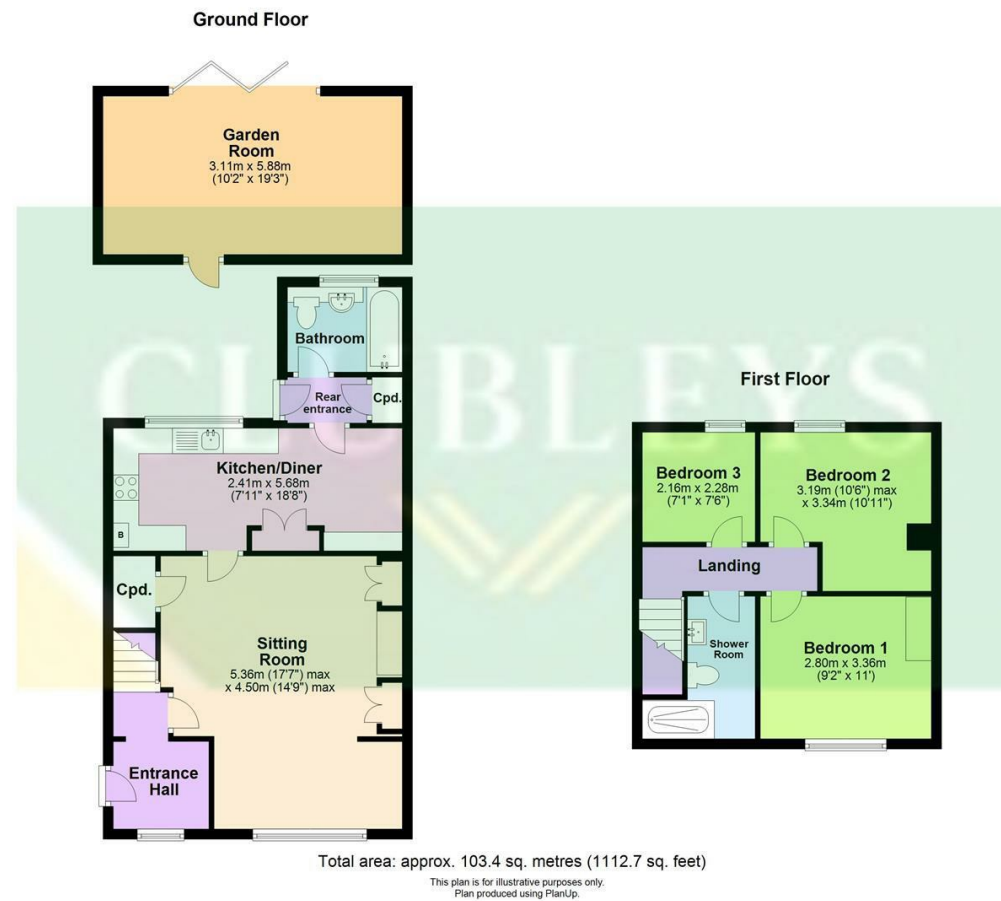 Ground Floor
Garden
Room
3.11m x 5.88m
(10'2" x 19'3")
Bathroom
Rear
entrance
Cpd.
Kitchen/Diner
2.41m x 5.68m
(7'11" x 18'8")
B
Cpd.
Sitting
Room
5.36m (17'7") max
x 4.50m (14'9") max
Entrance
Hall
First Floor
Bedroom 3
2.16m x 2.28m
(7'1" x 7'6")
Bedroom 2
3.19m (10'6") max
x 3.34m (10'11")
Landing
Shower
Room
Bedroom 1
2.80m x 3.36m
(9'2" x 11')
CLUBLEYS
Total area: approx. 103.4 sq. metres (1112.7 sq. feet)
This plan is for illustrative purposes only.
Plan produced using PlanUp.